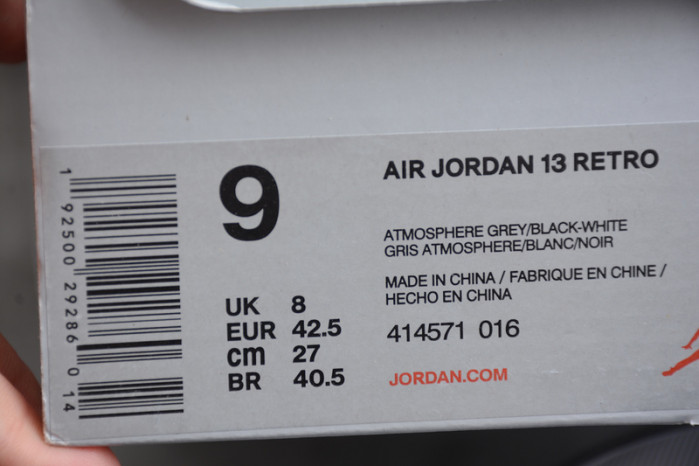 AIR JORDAN 13 RETRO
9
ATMOSPHERE GREY/BLACK-WHITE
GRIS ATMOSPHERE/BLANC/NOIR
MADE IN CHINA / FABRIQUE EN CHINE /
HECHO EN CHINA
414571 016
JORDAN.COM
UK 8
EUR 42.5
cm 27
BR 40.5
1 92500 29286 0 14